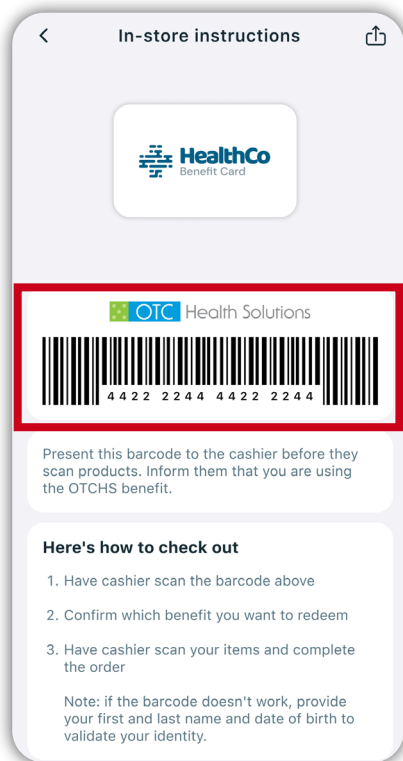 In-store instructions
HealthCo
Benefit Card
OTC Health Solutions
4422 2244 4422 2244
Present this barcode to the cashier before they
scan products. Inform them that you are using
the OTCHS benefit.
Here's how to check out
1. Have cashier scan the barcode above
2. Confirm which benefit you want to redeem
3. Have cashier scan your items and complete
the order
Note: if the barcode doesn't work, provide
your first and last name and date of birth to
validate your identity.